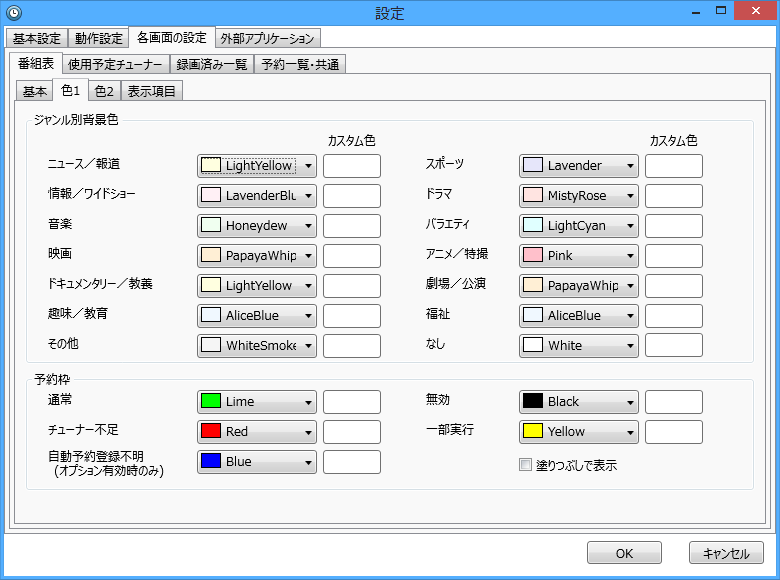 設定
基本設定 動作設定 各画面の設定 外部アプリケーション
番組表 使用予定チューナー 録画済み一覧 予約一覧・共通
基本 色1 色2 表示項目
ジャンル別背景色
カスタム色 カスタム色
ニュース／報道 LightYellow スポーツ Lavender
情報／ワイドショー LavenderBlu ドラマ MistyRose
音楽 Honeydew バラエティ LightCyan
映画 PapayaWhip アニメ／特撮 Pink
ドキュメンタリー／教養 LightYellow 劇場／公演 PapayaWhip
趣味／教育 AliceBlue 福祉 AliceBlue
その他 WhiteSmoke なし White
予約枠
通常 Lime 無効 Black
チューナー不足 Red 一部実行 Yellow
自動予約登録不明 Blue
(オプション有効時のみ) 塗りつぶしで表示
OK キャンセル